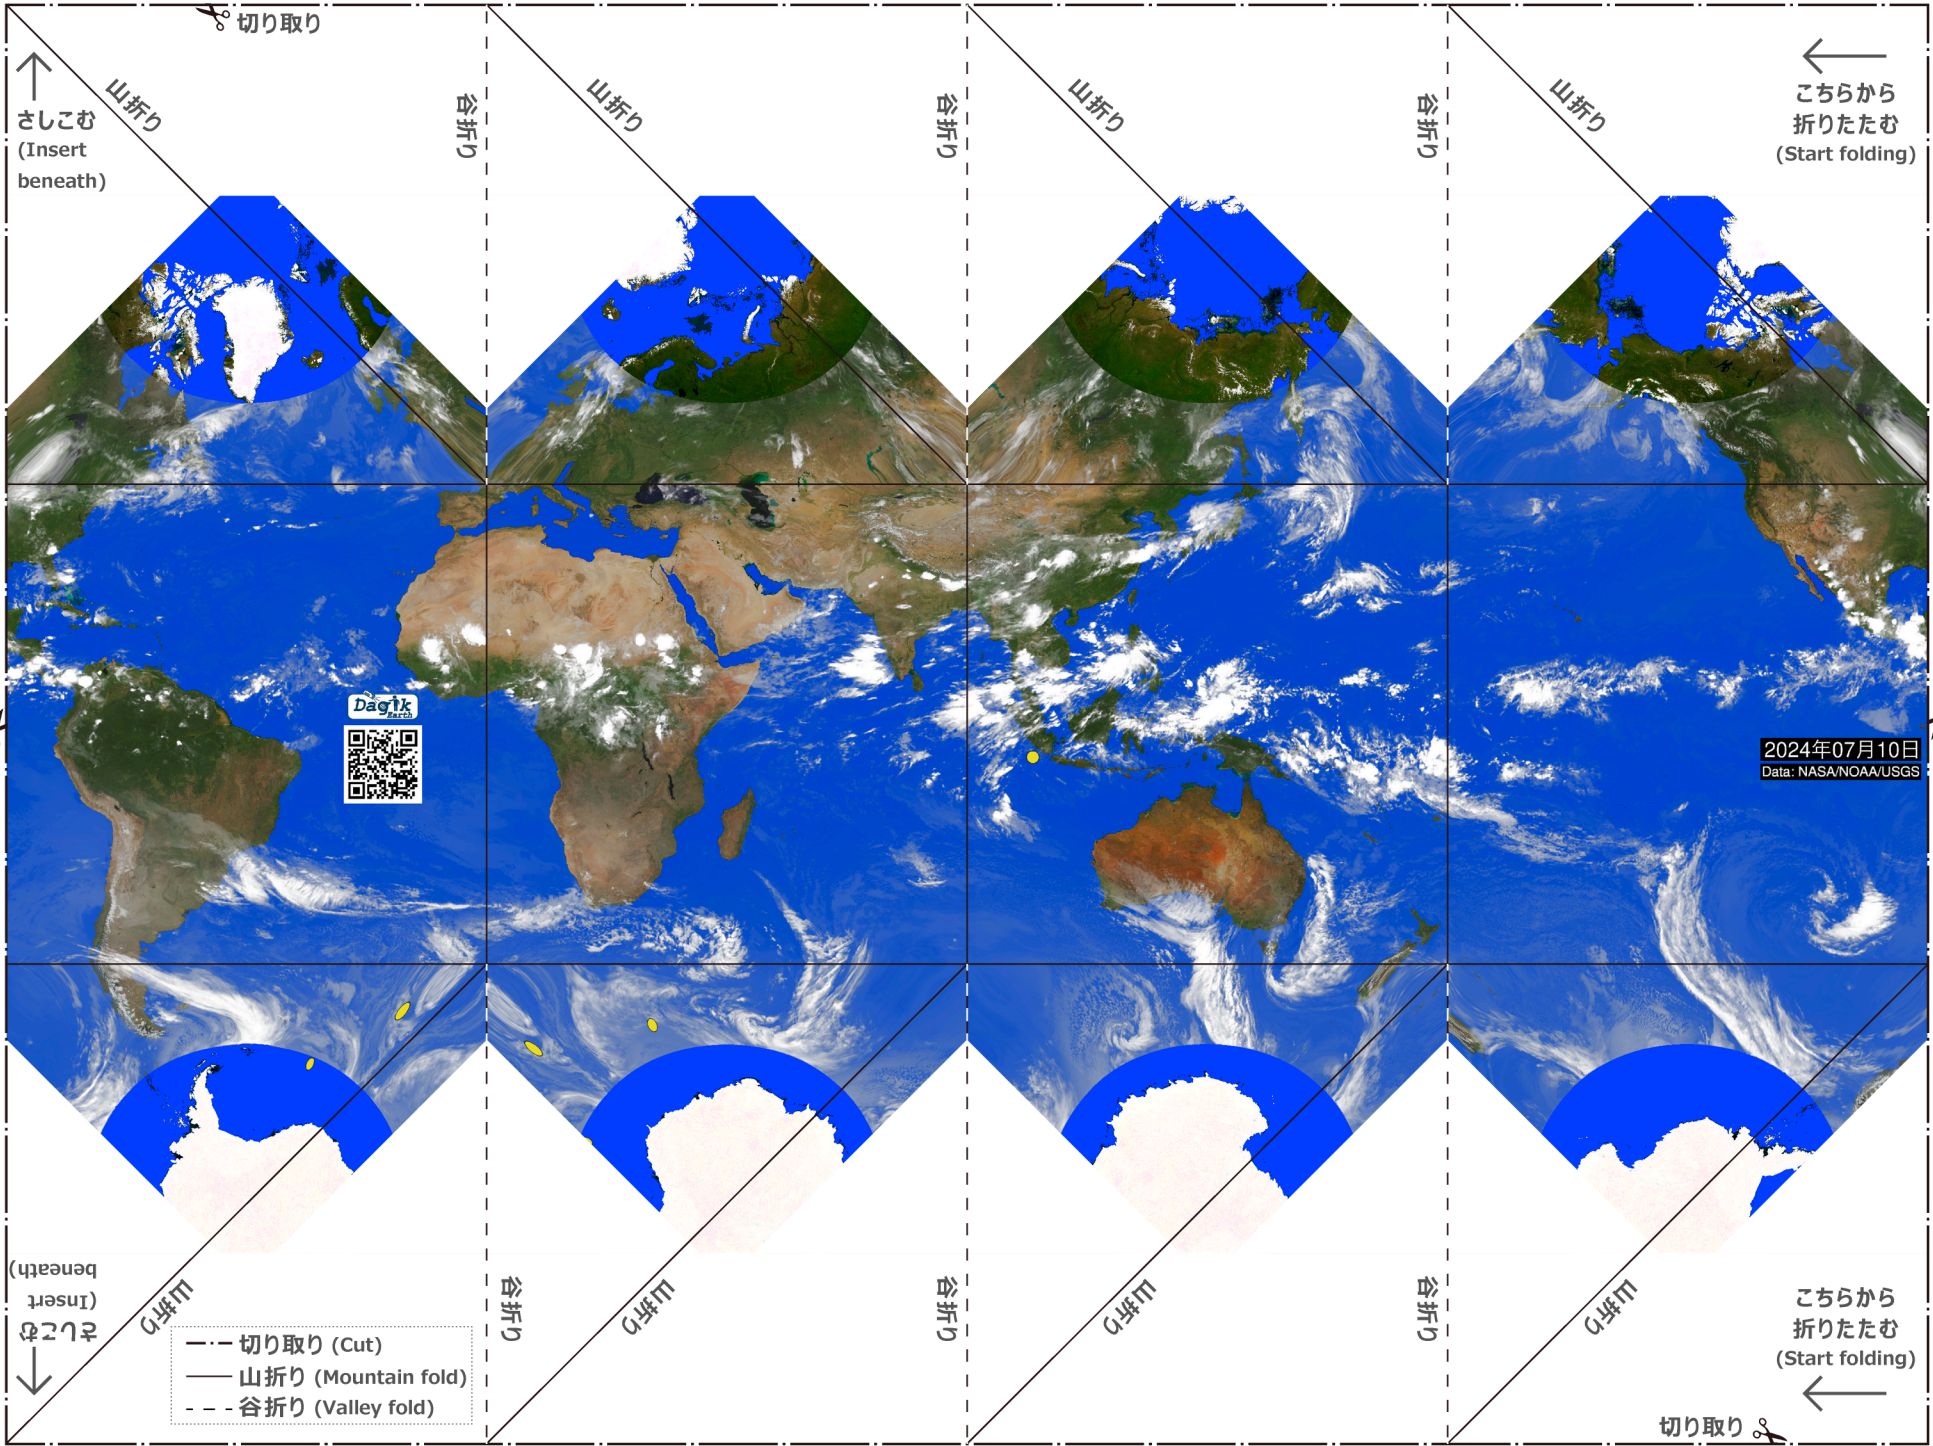 切り取り
山折り
谷折り
山折り
谷折り
山折り
谷折り
山折り
さしこむ
(Insert
beneath)
こちらから
折りたたむ
(Start folding)
Dagik
Earth
2024年07月10日
Data: NASA/NOAA/USGS
さしこむ
(Insert
beneath)
山折り
谷折り
山折り
谷折り
山折り
谷折り
山折り
切り取り (Cut)
山折り (Mountain fold)
谷折り (Valley fold)
こちらから
折りたたむ
(Start folding)
切り取り